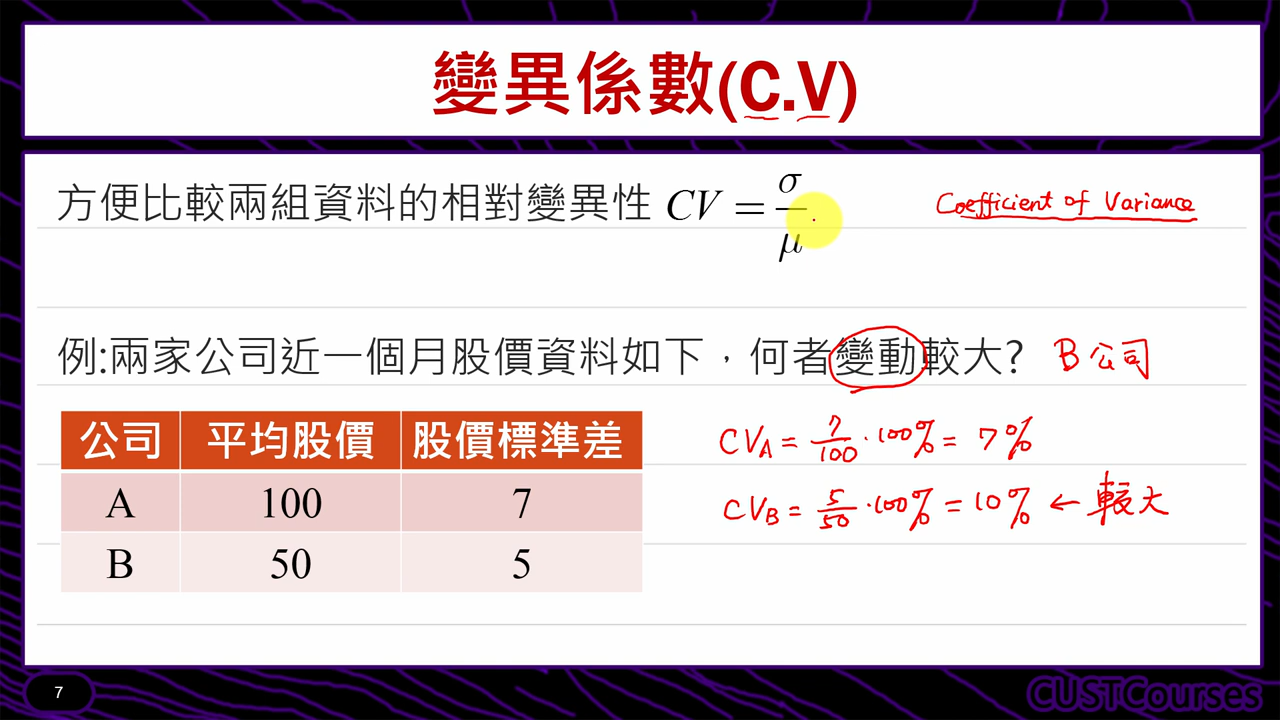 變異係數(C.V)
方便比較兩組資料的相對變異性 CV = σ/μ
Coefficient of Variance
例:兩家公司近一個月股價資料如下，何者變動較大? B公司
公司 平均股價 股價標準差
A 100 7
B 50 5
CV_A = 7/100 · 100% = 7%
CV_B = 5/50 · 100% = 10% ← 較大
7
CUSTCourses